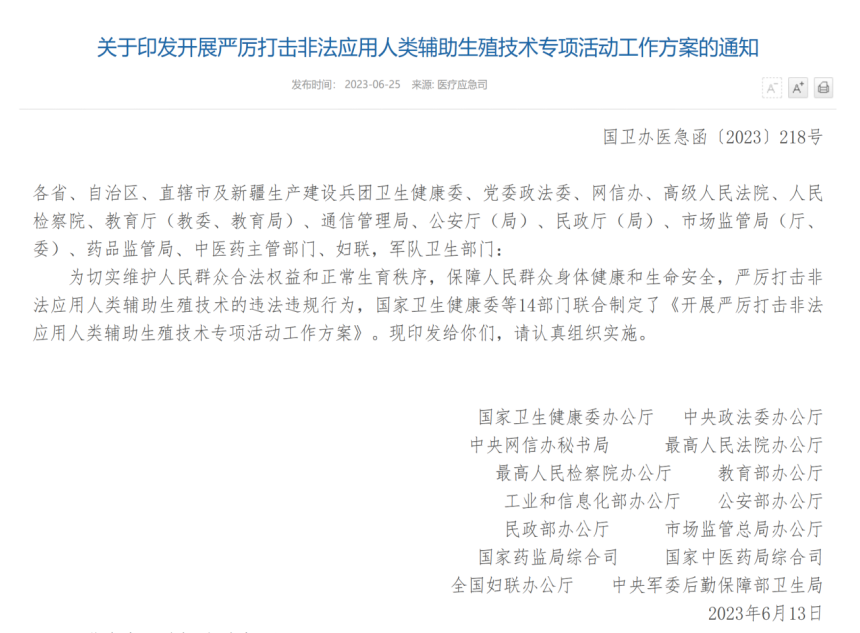 关于印发开展严厉打击非法应用人类辅助生殖技术专项活动工作方案的通知
发布时间： 2023-06-25 来源: 医疗应急司
A- A+
国卫办医急函〔2023〕218号
各省、自治区、直辖市及新疆生产建设兵团卫生健康委、党委政法委、网信办、高级人民法院、人民
检察院、教育厅（教委、教育局）、通信管理局、公安厅（局）、民政厅（局）、市场监管局（厅、
委）、药品监管局、中医药主管部门、妇联，军队卫生部门：
为切实维护人民群众合法权益和正常生育秩序，保障人民群众身体健康和生命安全，严厉打击非
法应用人类辅助生殖技术的违法违规行为，国家卫生健康委等14部门联合制定了《开展严厉打击非法
应用人类辅助生殖技术专项活动工作方案》。现印发给你们，请认真组织实施。
国家卫生健康委办公厅 中央政法委办公厅
中央网信办秘书局 最高人民法院办公厅
最高人民检察院办公厅 教育部办公厅
工业和信息化部办公厅 公安部办公厅
民政部办公厅 市场监管总局办公厅
国家药监局综合司 国家中医药局综合司
全国妇联办公厅 中央军委后勤保障部卫生局
2023年6月13日